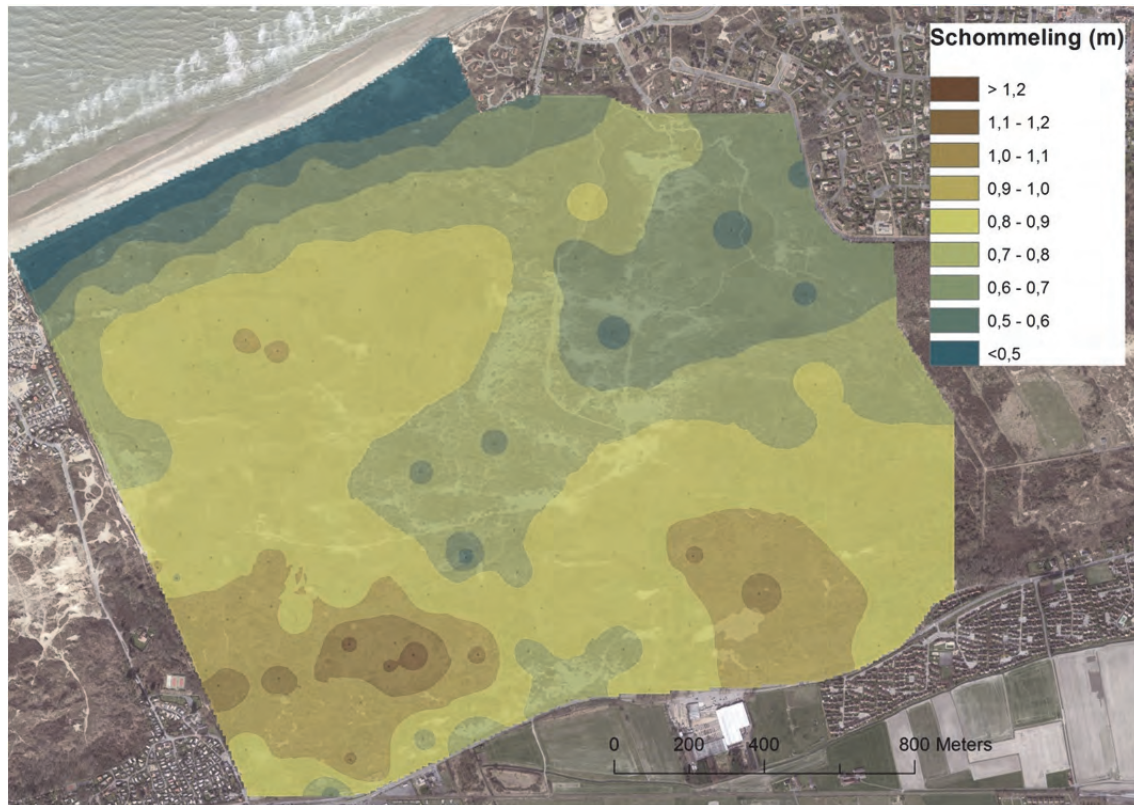 Schommeling (m)
> 1,2
1,1 - 1,2
1,0 - 1,1
0,9 - 1,0
0,8 - 0,9
0,7 - 0,8
0,6 - 0,7
0,5 - 0,6
<0,5
0 200 400 800 Meters